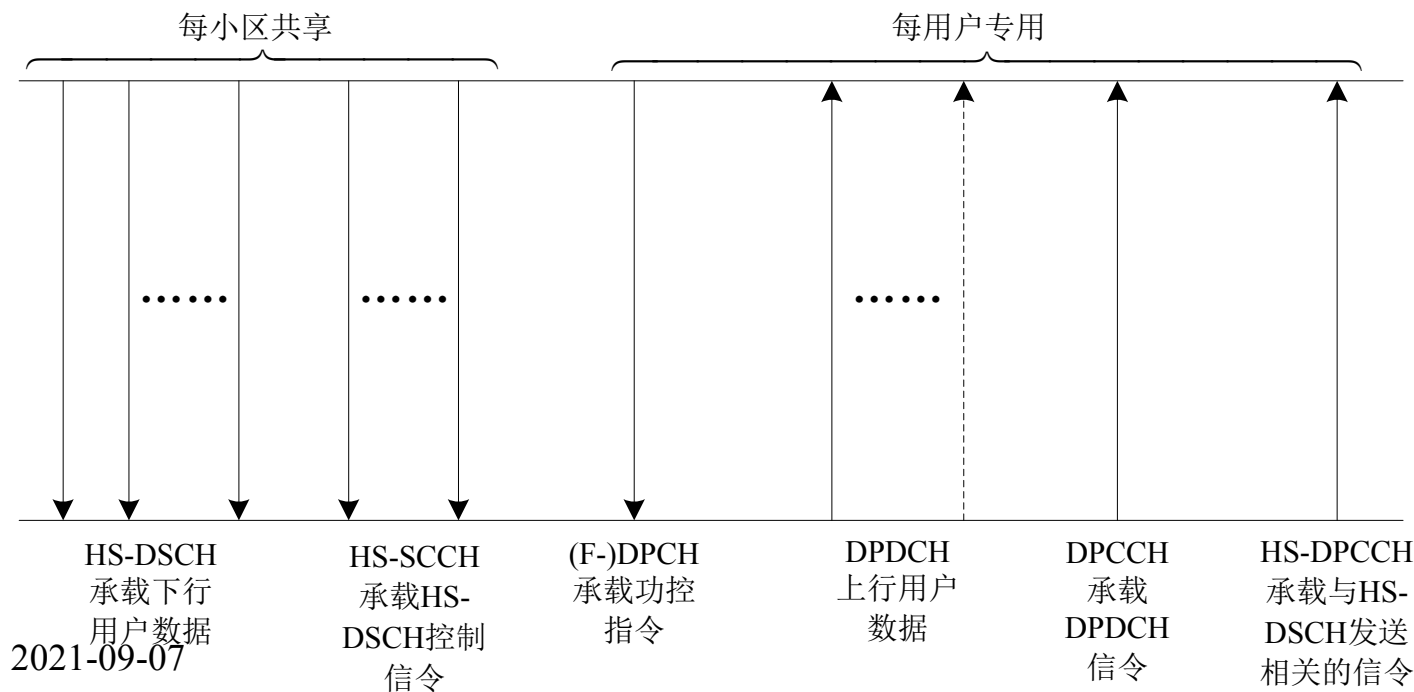 每小区共享
每用户专用
HS-DSCH
承载下行
用户数据
HS-SCCH
承载HS-
DSCH控制
信令
(F-)DPCH
承载功控
指令
DPDCH
上行用户
数据
DPCCH
承载
DPDCH
信令
HS-DPCCH
承载与HS-
DSCH发送
相关的信令
2021-09-07